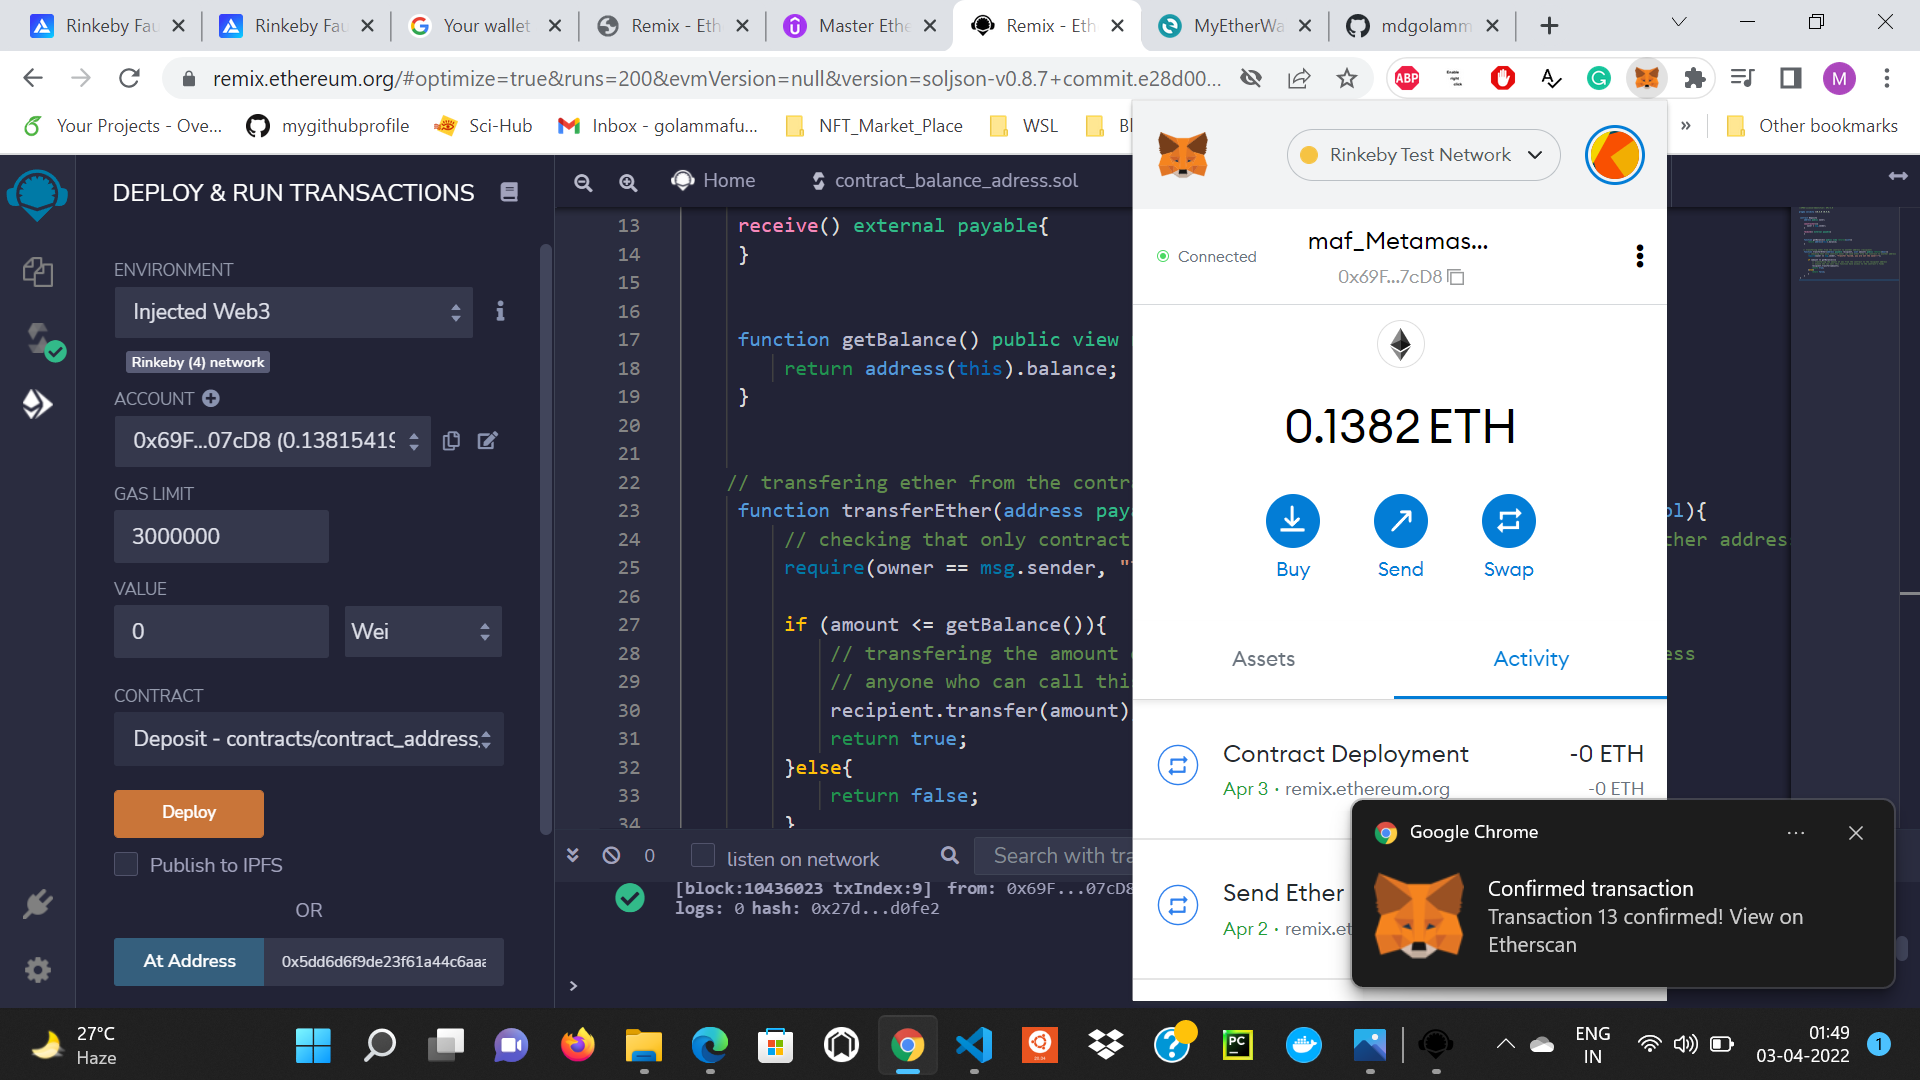 Rinkeby Fau
Rinkeby Fau
Your wallet
Remix - Eth
Master Ethe
Remix - Eth
MyEtherWa
mdgolamm
remix.ethereum.org/#optimize=true&runs=200&evmVersion=null&version=soljson-v0.8.7+commit.e28d00...
ABP
M
Your Projects - Ove...
mygithubprofile
Sci-Hub
Inbox - golammafu...
NFT_Market_Place
WSL
Bl
»
Other bookmarks
DEPLOY & RUN TRANSACTIONS
ENVIRONMENT
Injected Web3
Rinkeby (4) network
ACCOUNT
0x69F...07cD8 (0.13815419
GAS LIMIT
3000000
VALUE
0
Wei
CONTRACT
Deposit - contracts/contract_address,
Deploy
Publish to IPFS
OR
At Address
0x5dd6d6f9de23f61a44c6aaa
Home
contract_balance_adress.sol
13 receive() external payable{
14 }
15
16
17 function getBalance() public view
18 return address(this).balance;
19 }
20
21
22 // transfering ether from the contr
23 function transferEther(address paya
ol){
24 // checking that only contract
ther addres
25 require(owner == msg.sender, "
26
27 if (amount <= getBalance()){
28 // transfering the amount
ss
29 // anyone who can call thi
30 recipient.transfer(amount)
31 return true;
32 }else{
33 return false;
34 }
0
listen on network
Search with tra
[block:10436023 txIndex:9] from: 0x69F...07cD8
logs: 0 hash: 0x27d...d0fe2
>
Rinkeby Test Network
Connected
maf_Metamas...
0x69F...7cD8
0.1382 ETH
Buy
Send
Swap
Assets
Activity
Contract Deployment
-0 ETH
Apr 3 · remix.ethereum.org
-0 ETH
Send Ether
Apr 2 · remix.et
Google Chrome
Confirmed transaction
Transaction 13 confirmed! View on
Etherscan
27°C
Haze
PC
ENG
IN
01:49
03-04-2022
1